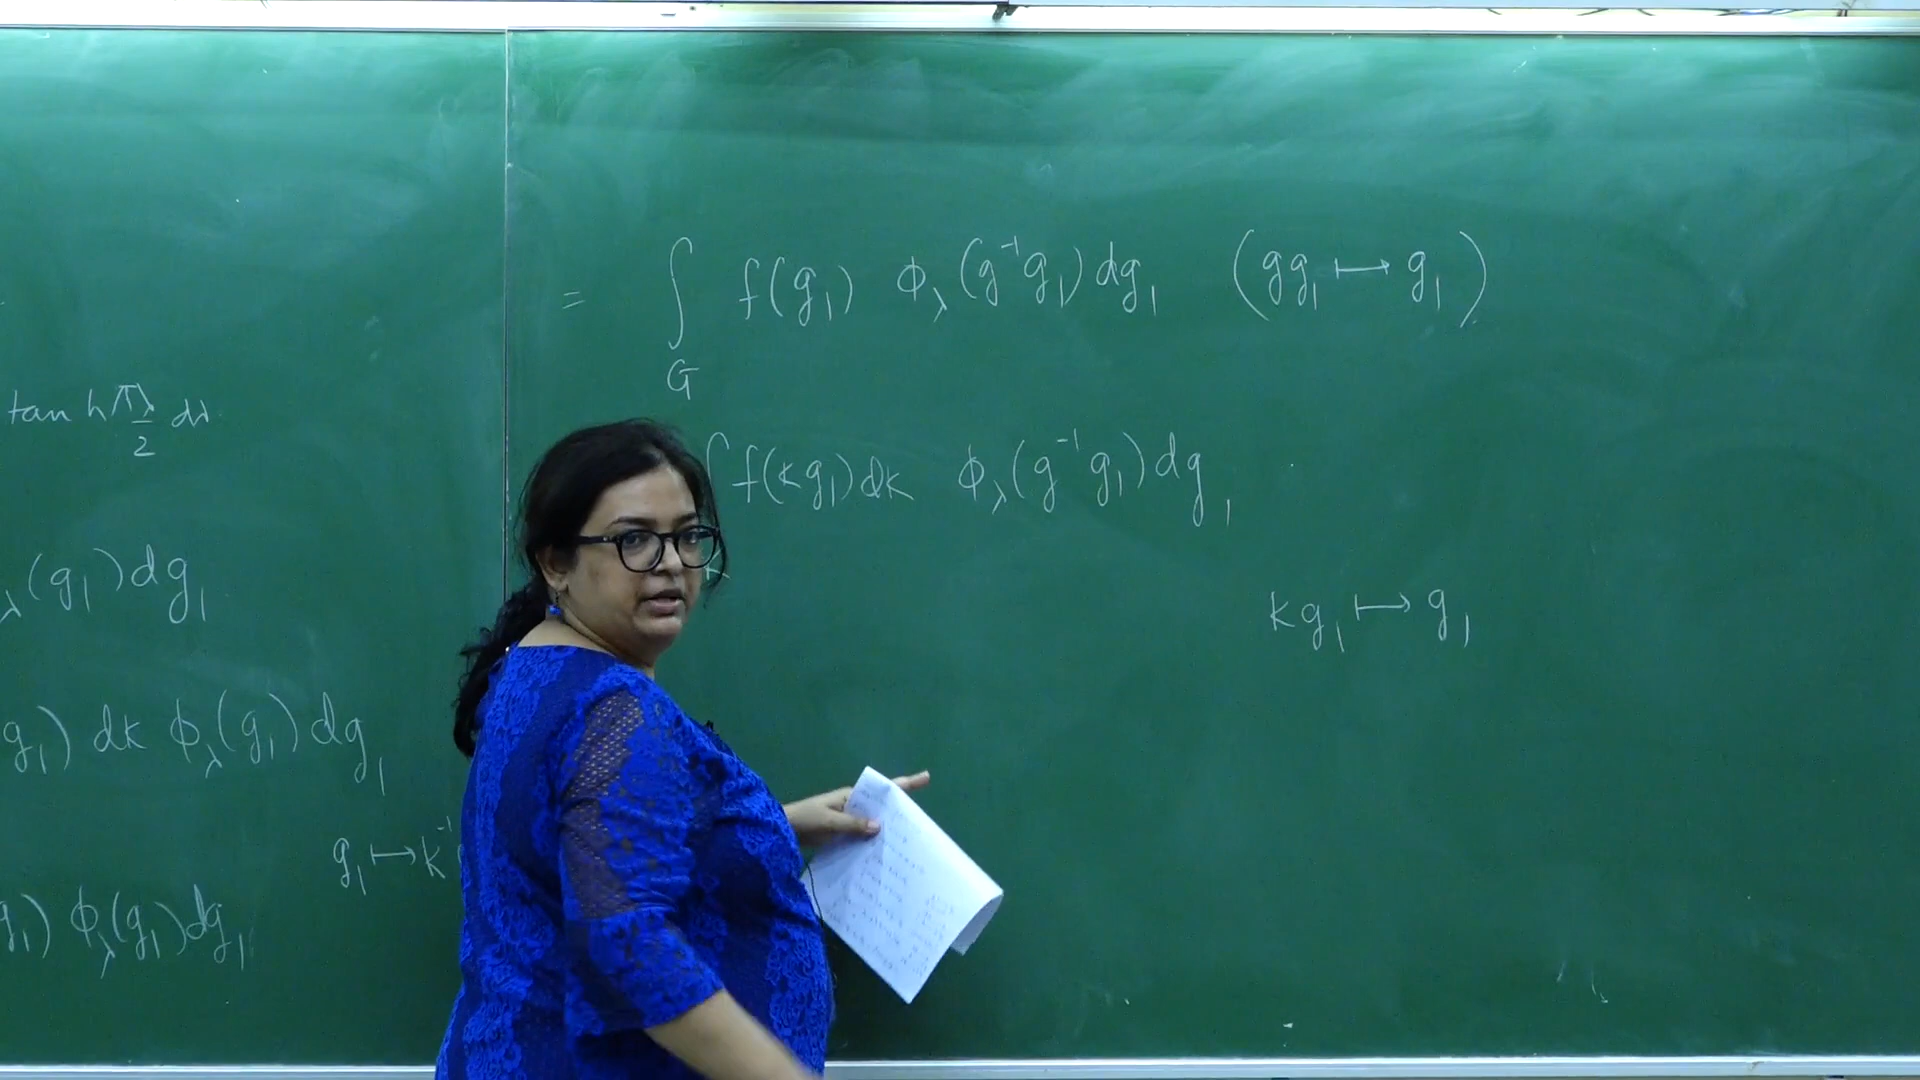 tan h πλ/2 dλ
λ(g₁)dg₁
g₁) dk ϕ_λ(g₁) dg₁
g₁ ↦ k⁻¹
g₁) ϕ_λ(g₁)dg₁
= ∫_G f(g₁) ϕ_λ(g⁻¹g₁)dg₁ (gg₁ ↦ g₁)
∫ f(kg₁)dk ϕ_λ(g⁻¹g₁)dg₁
kg₁ ↦ g₁